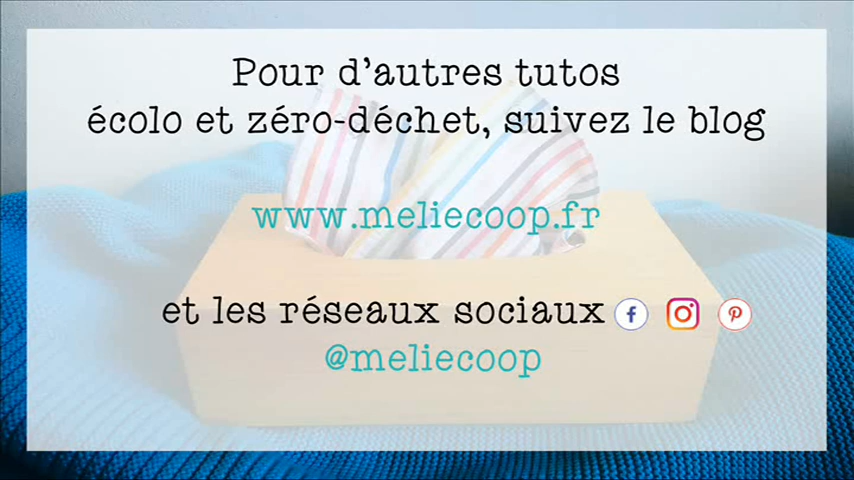 Pour d'autres tutos
écolo et zéro-déchet, suivez le blog
www.meliecoop.fr
et les réseaux sociaux
@meliecoop